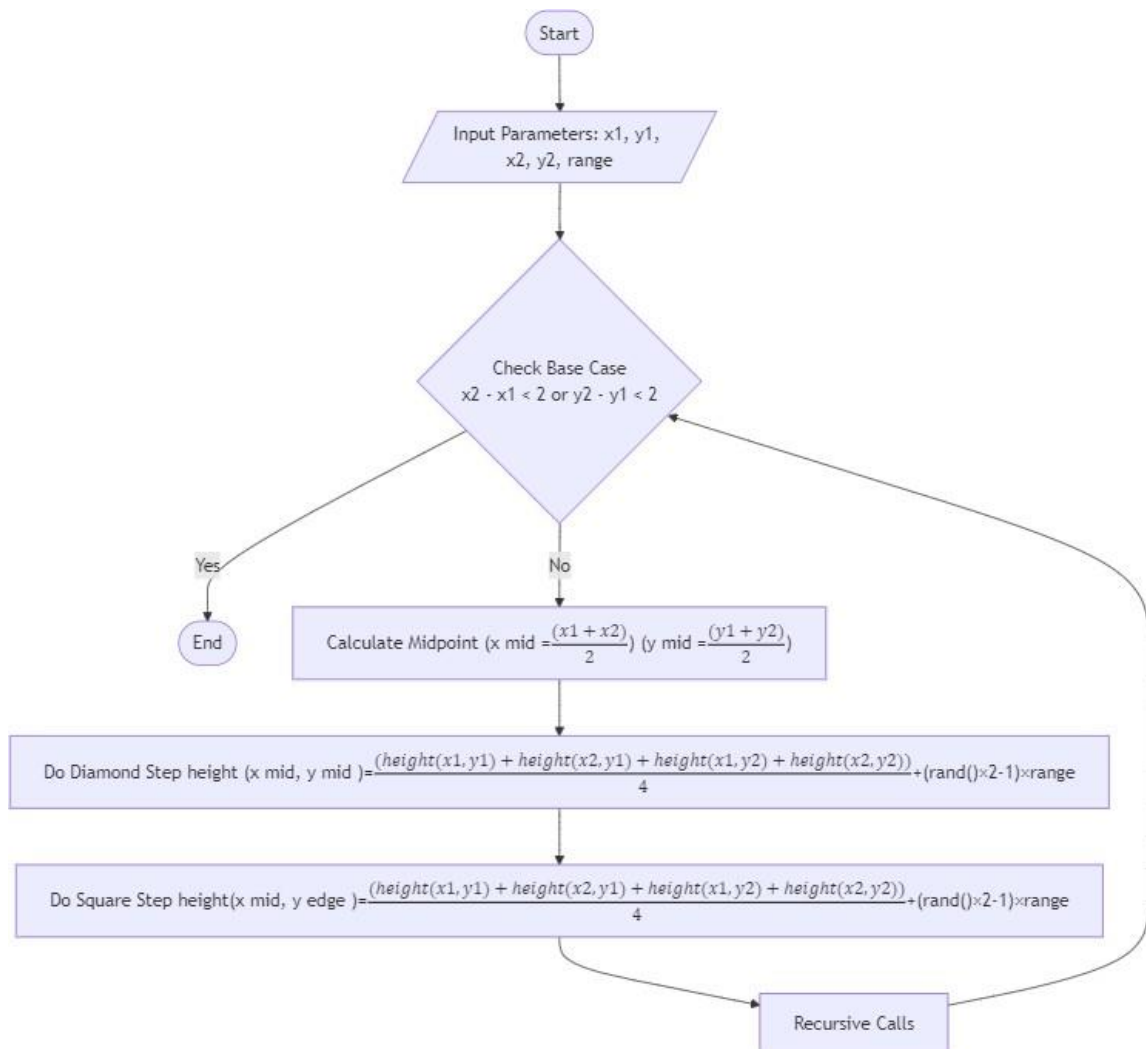 Start
Input Parameters: x1, y1,
x2, y2, range
Check Base Case
x2 - x1 < 2 or y2 - y1 < 2
Yes
No
End
Calculate Midpoint (x mid =\frac{(x1 + x2)}{2}) (y mid =\frac{(y1 + y2)}{2})
Do Diamond Step height (x mid, y mid )=\frac{(height(x1, y1) + height(x2, y1) + height(x1, y2) + height(x2, y2))}{4}+(rand()×2-1)×range
Do Square Step height(x mid, y edge )=\frac{(height(x1, y1) + height(x2, y1) + height(x1, y2) + height(x2, y2))}{4}+(rand()×2-1)×range
Recursive Calls